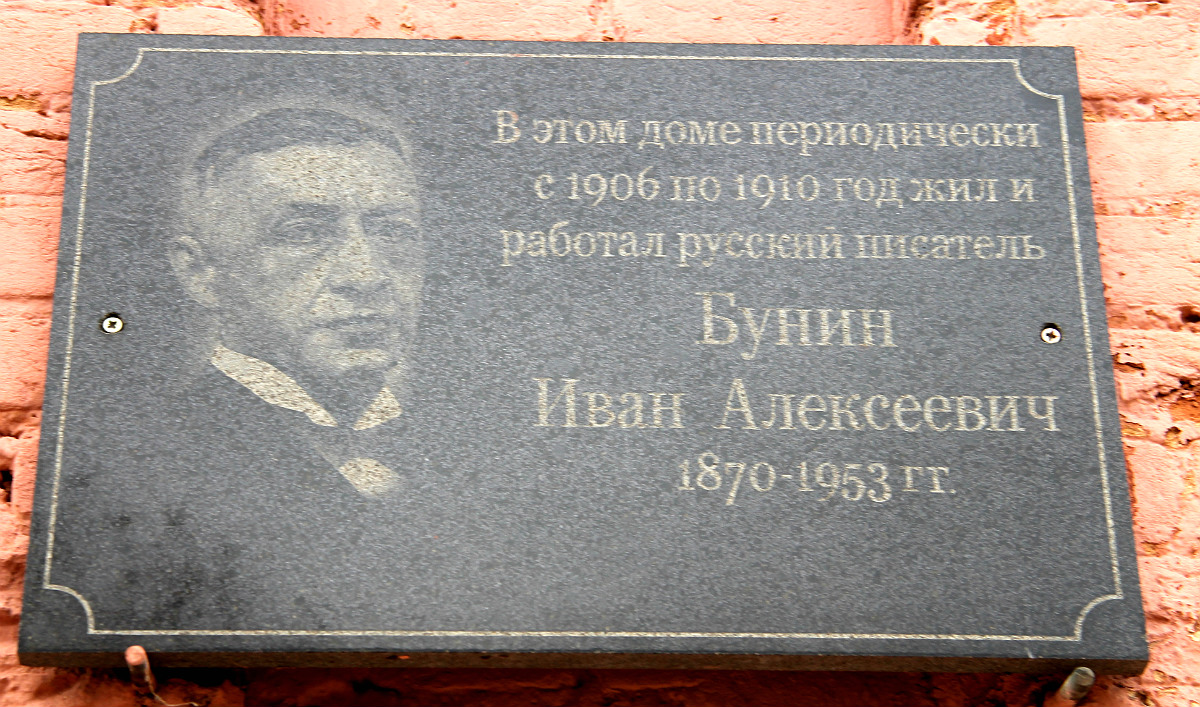 В этом доме периодически
с 1906 по 1910 год жил и
работал русский писатель
Бунин
Иван Алексеевич
1870-1953 гг.